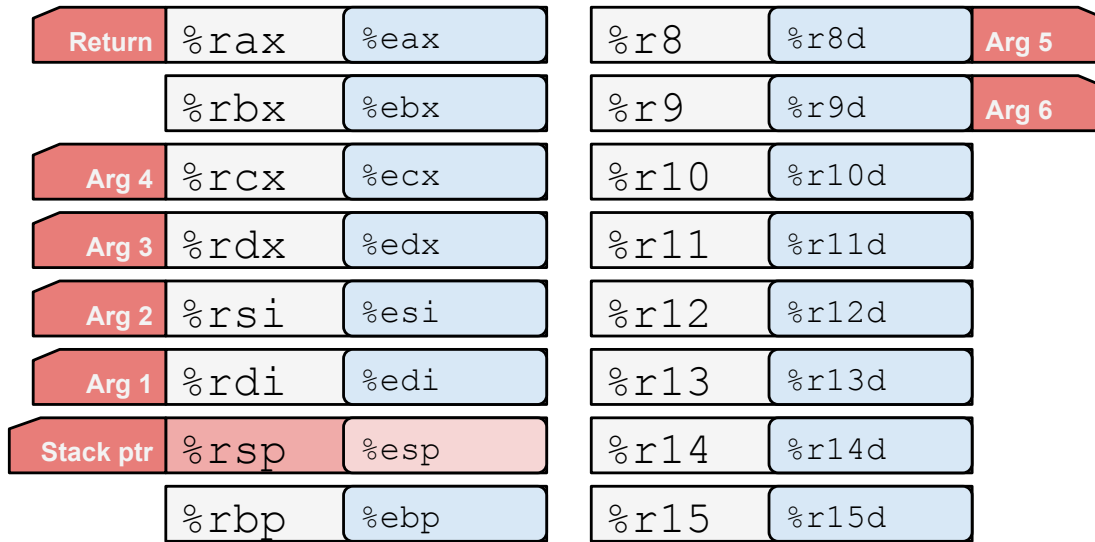 Return %rax %eax %r8 %r8d Arg 5
%rbx %ebx %r9 %r9d Arg 6
Arg 4 %rcx %ecx %r10 %r10d
Arg 3 %rdx %edx %r11 %r11d
Arg 2 %rsi %esi %r12 %r12d
Arg 1 %rdi %edi %r13 %r13d
Stack ptr %rsp %esp %r14 %r14d
%rbp %ebp %r15 %r15d